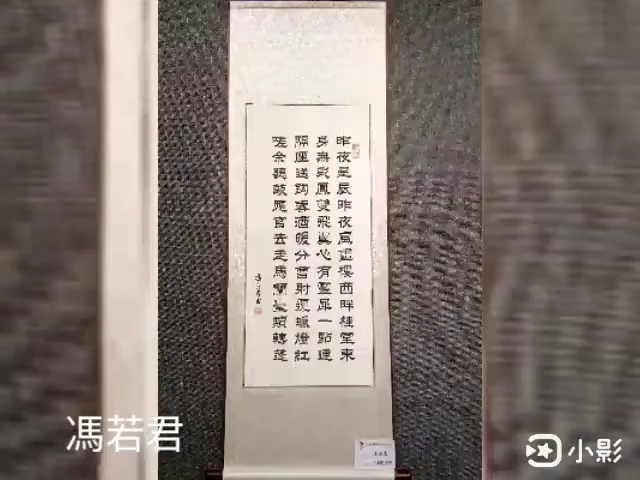 昨夜星辰昨夜風畫樓西畔桂堂東
身無彩鳳雙飛翼心有靈犀一點通
隔座送鉤春酒暖分曹射覆蠟燈紅
嗟余聽鼓應官去走馬蘭臺類轉蓬
馮若君
小影